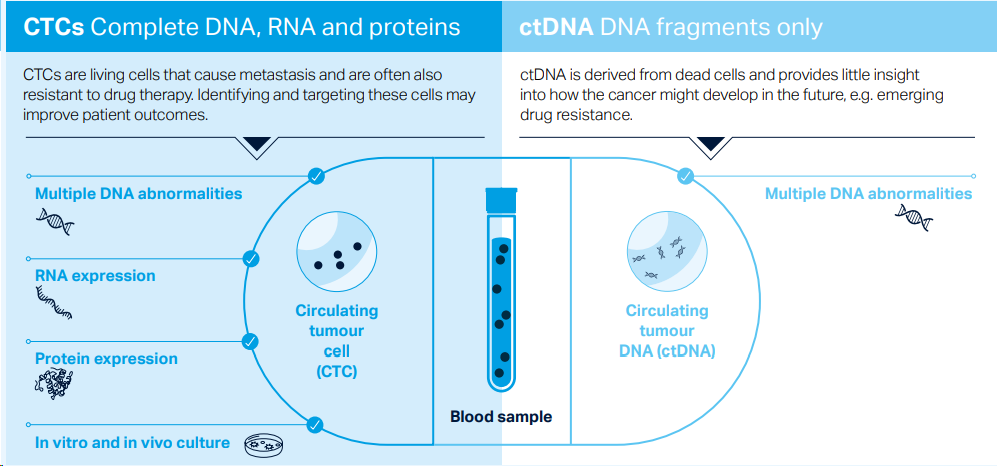 CTCs Complete DNA, RNA and proteins
CTCs are living cells that cause metastasis and are often also
resistant to drug therapy. Identifying and targeting these cells may
improve patient outcomes.
ctDNA DNA fragments only
ctDNA is derived from dead cells and provides little insight
into how the cancer might develop in the future, e.g. emerging
drug resistance.
Multiple DNA abnormalities
RNA expression
Protein expression
In vitro and in vivo culture
Circulating
tumour
cell
(CTC)
Blood sample
Circulating
tumour
DNA (ctDNA)
Multiple DNA abnormalities